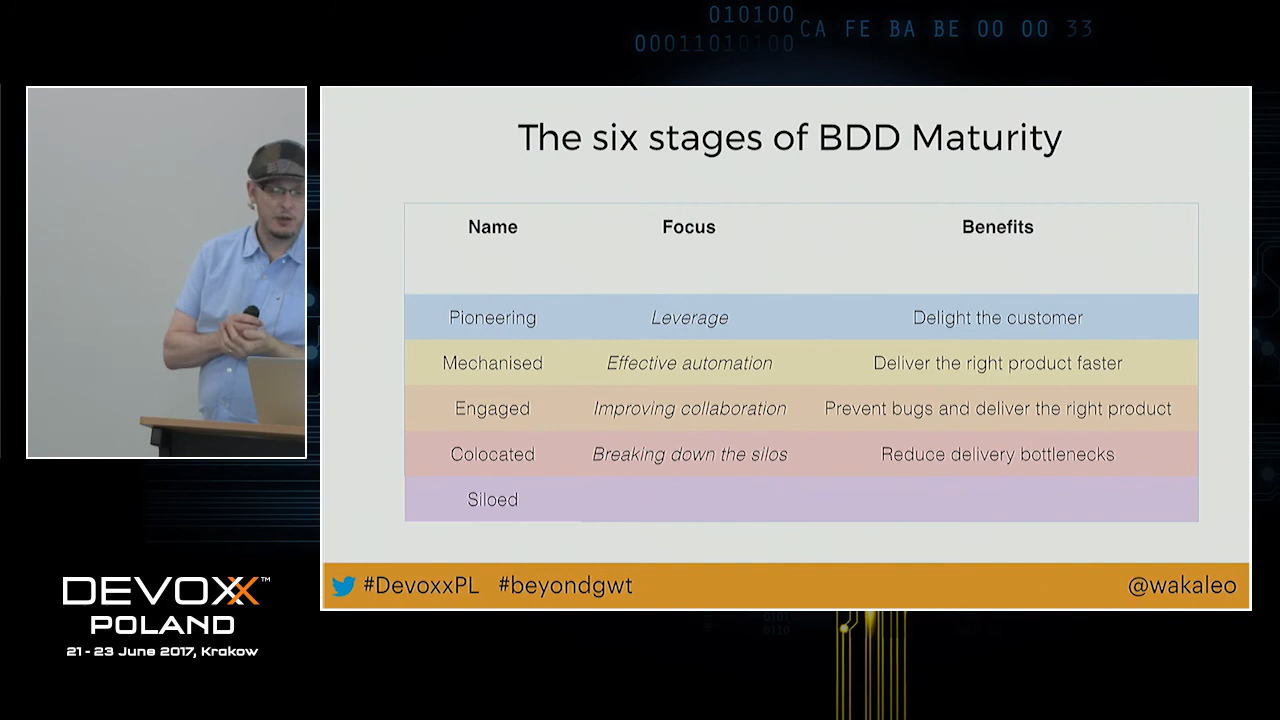 010100
00011010100
CA FE BA BE 00 00 33
The six stages of BDD Maturity
Name Focus Benefits
Pioneering Leverage Delight the customer
Mechanised Effective automation Deliver the right product faster
Engaged Improving collaboration Prevent bugs and deliver the right product
Colocated Breaking down the silos Reduce delivery bottlenecks
Siloed
#DevoxxPL #beyondgwt @wakaleo
DEVOXX™
POLAND
21 - 23 June 2017, Krakow